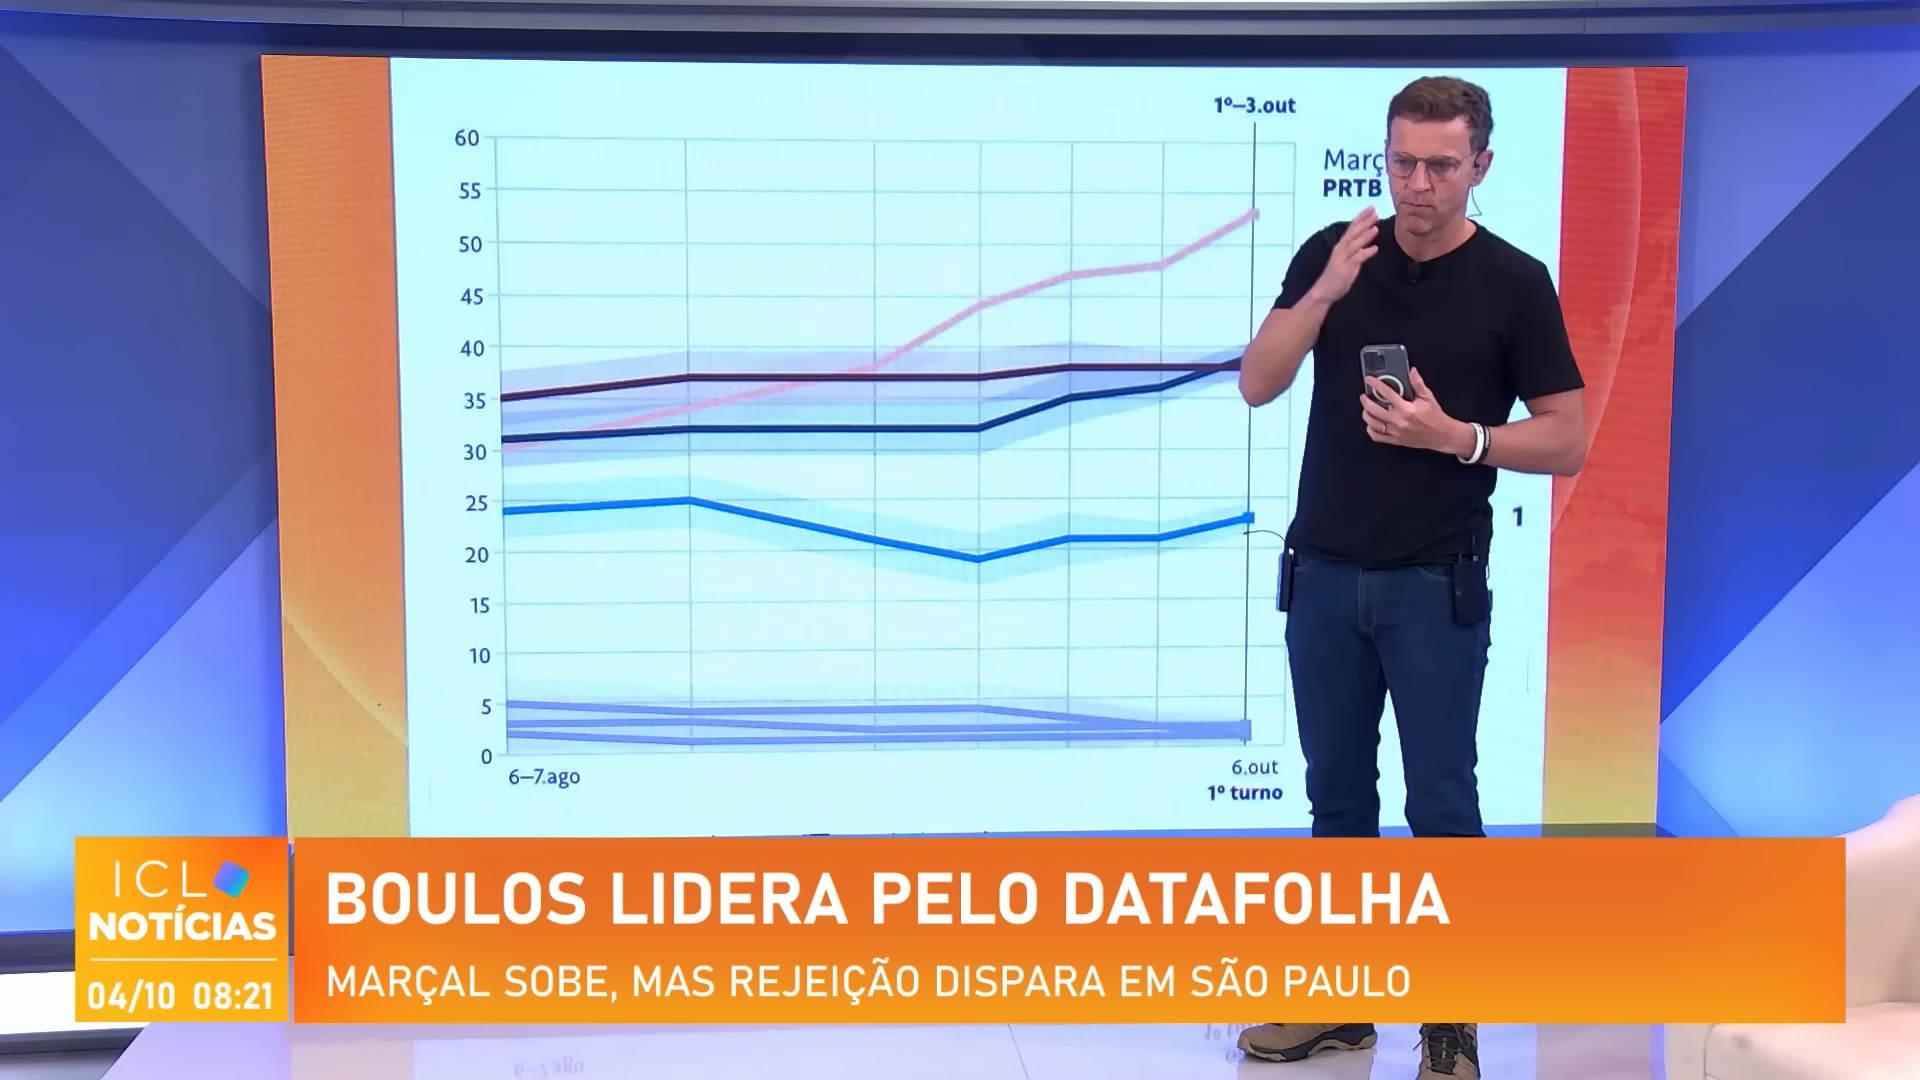 1º–3.out
60
Març
PRTB
55
50
45
40
35
30
25
1
20
15
10
5
0
6–7.ago
6.out
1º turno
ICL
NOTÍCIAS
04/10 08:21
BOULOS LIDERA PELO DATAFOLHA
MARÇAL SOBE, MAS REJEIÇÃO DISPARA EM SÃO PAULO